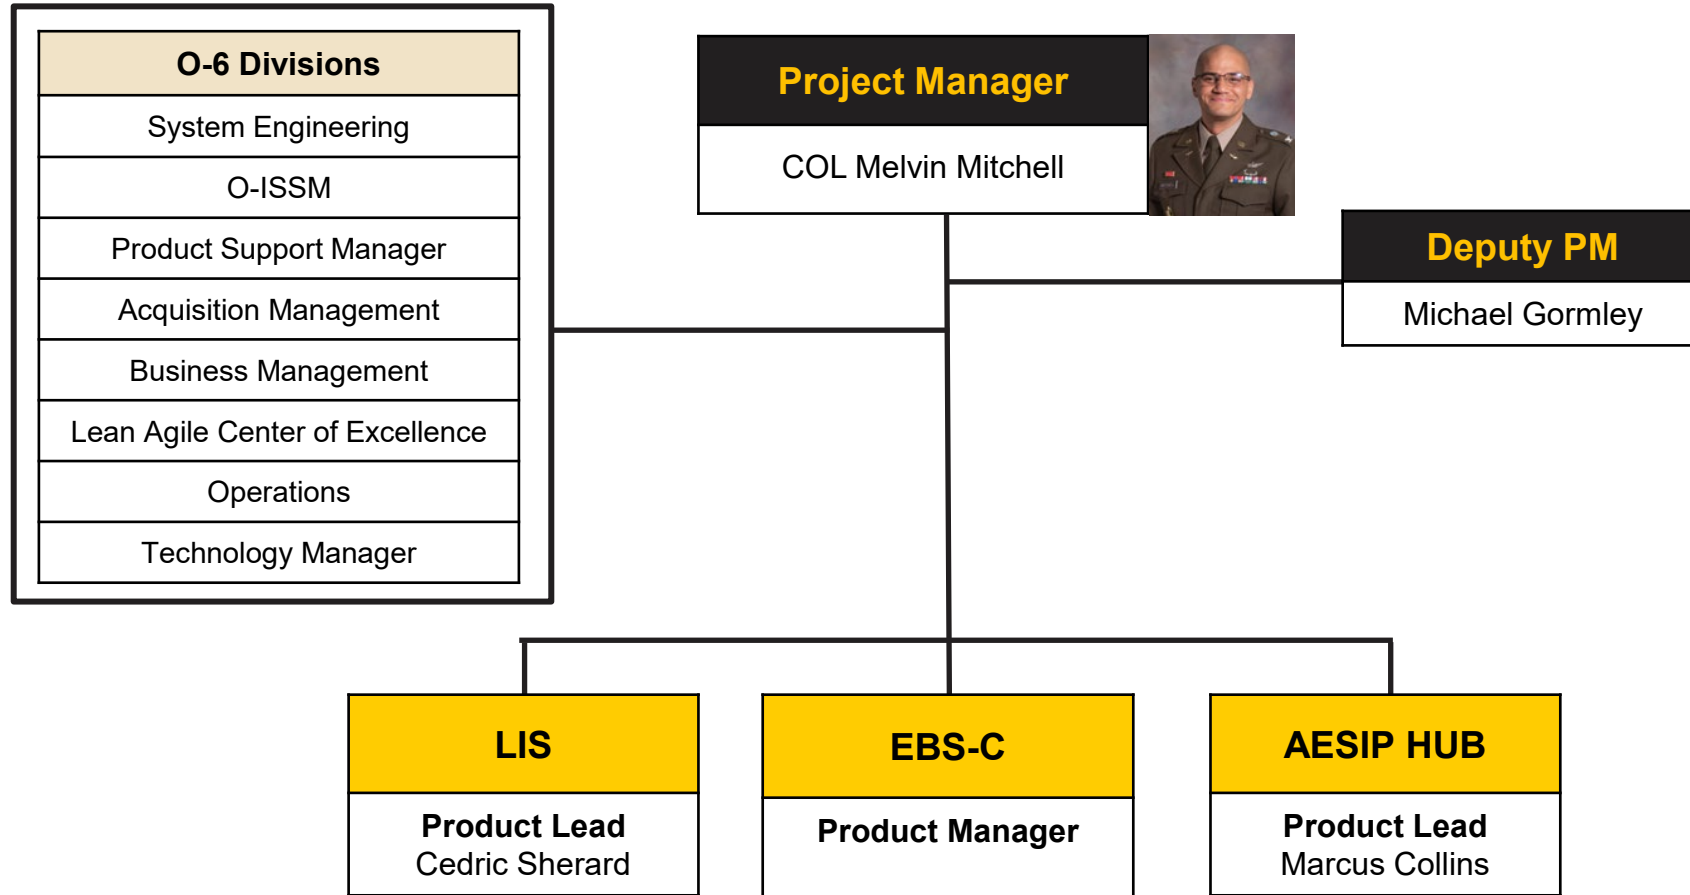 O-6 Divisions
System Engineering
O-ISSM
Product Support Manager
Acquisition Management
Business Management
Lean Agile Center of Excellence
Operations
Technology Manager
Project Manager
COL Melvin Mitchell
Deputy PM
Michael Gormley
LIS
Product Lead
Cedric Sherard
EBS-C
Product Manager
AESIP HUB
Product Lead
Marcus Collins